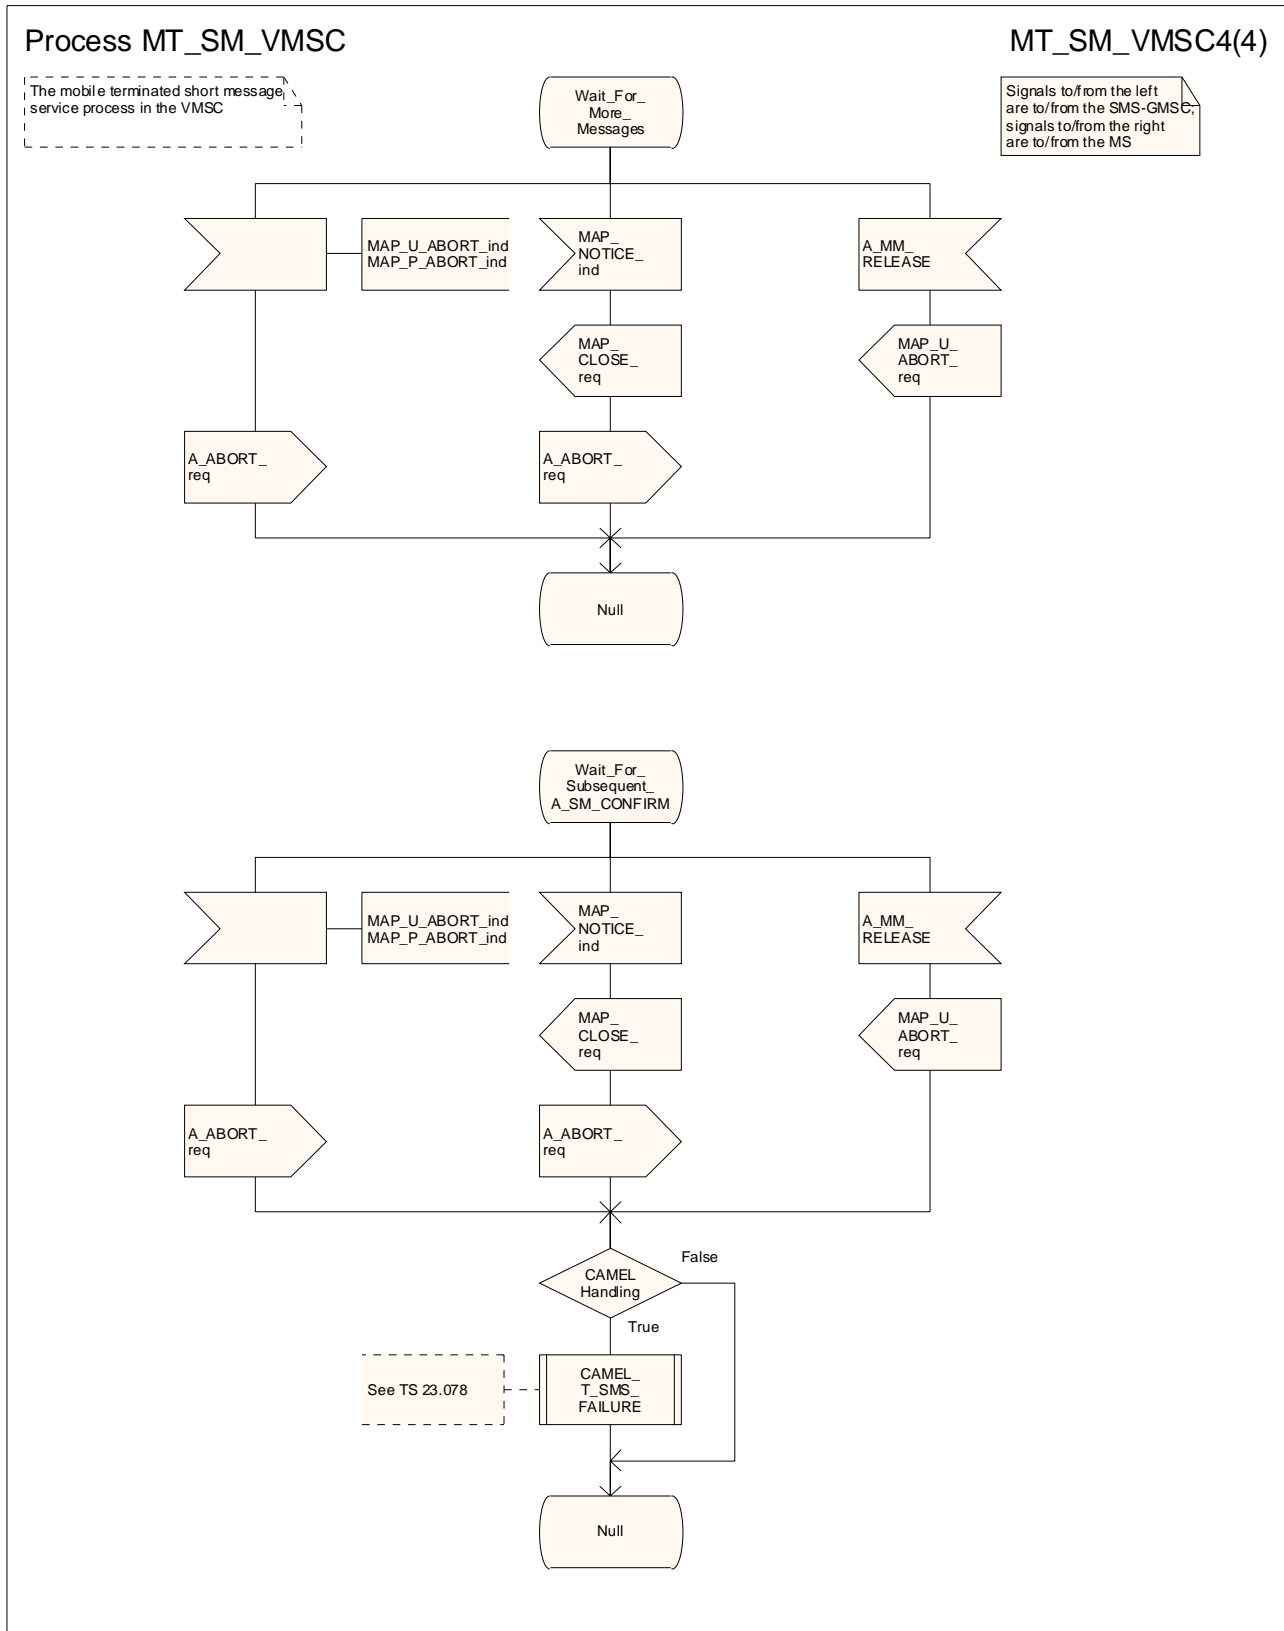 Process MT_SM_VMSC
MT_SM_VMSC4(4)
The mobile terminated short message
service process in the VMSC
Signals to/from the left
are to/from the SMS-GMSC;
signals to/from the right
are to/from the MS
Wait_For_
More_
Messages
MAP_U_ABORT_ind
MAP_P_ABORT_ind
MAP_
NOTICE_
ind
A_MM_
RELEASE
MAP_
CLOSE_
req
MAP_U_
ABORT_
req
A_ABORT_
req
A_ABORT_
req
Null
Wait_For_
Subsequent_
A_SM_CONFIRM
MAP_U_ABORT_ind
MAP_P_ABORT_ind
MAP_
NOTICE_
ind
A_MM_
RELEASE
MAP_
CLOSE_
req
MAP_U_
ABORT_
req
A_ABORT_
req
A_ABORT_
req
False
CAMEL
Handling
True
See TS 23.078
CAMEL_
T_SMS_
FAILURE
Null